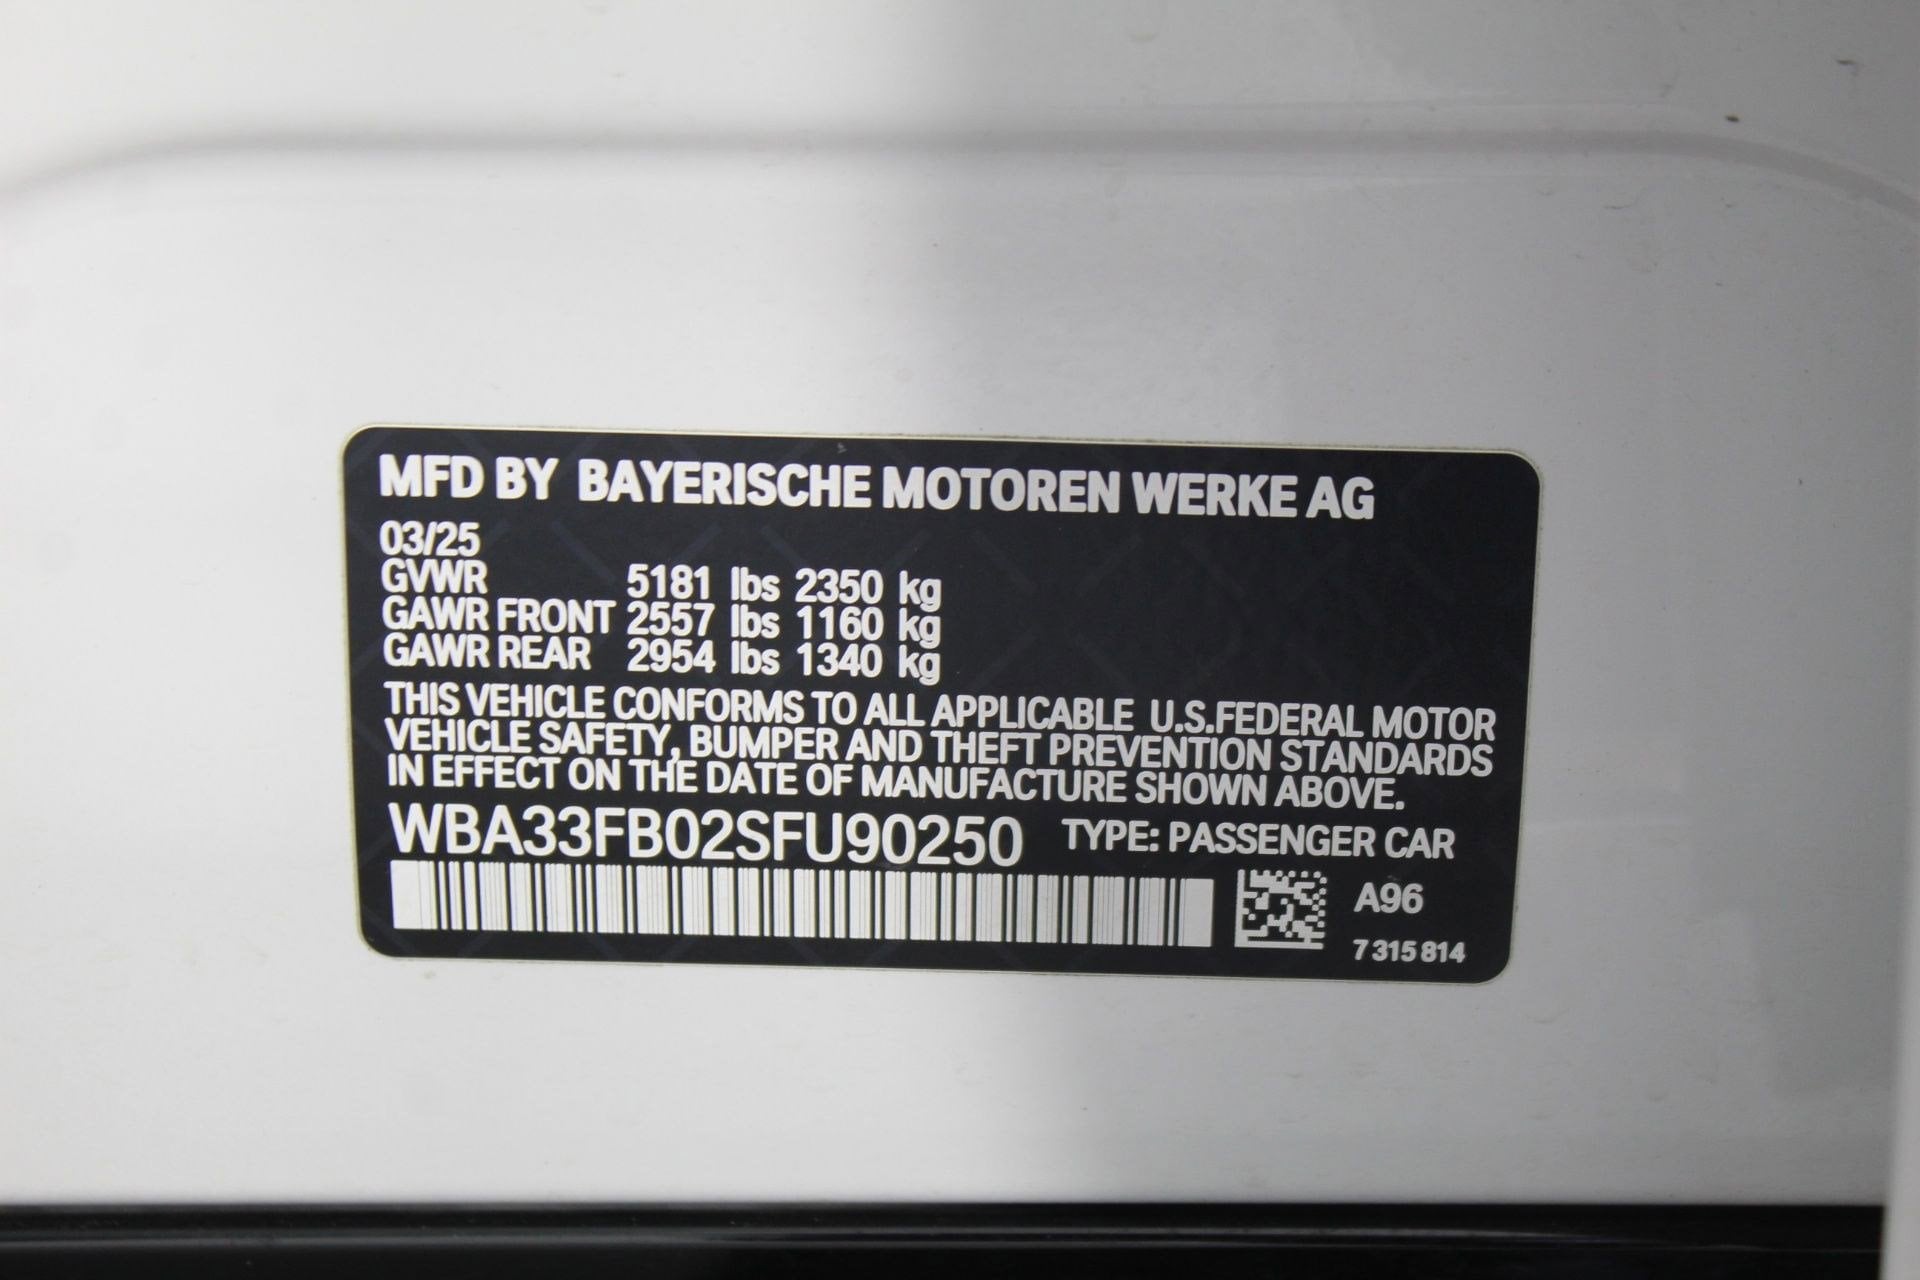 MFD BY BAYERISCHE MOTOREN WERKE AG
03/25
GVWR 5181 lbs 2350 kg
GAWR FRONT 2557 lbs 1160 kg
GAWR REAR 2954 lbs 1340 kg
THIS VEHICLE CONFORMS TO ALL APPLICABLE U.S.FEDERAL MOTOR
VEHICLE SAFETY, BUMPER AND THEFT PREVENTION STANDARDS
IN EFFECT ON THE DATE OF MANUFACTURE SHOWN ABOVE.
WBA33FB02SFU90250 TYPE: PASSENGER CAR
A96
7 315 814